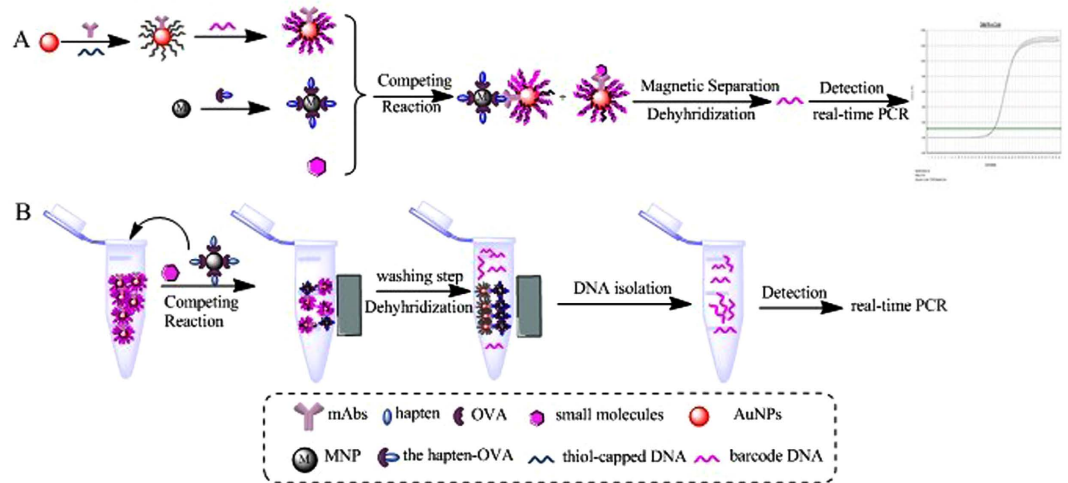 A
Competing
Reaction
Magnetic Separation
Dehyhridization
Detection
real-time PCR
M
M
M
B
Competing
Reaction
washing step
Dehyhridization
DNA isolation
Detection
real-time PCR
mAbs
hapten
OVA
small molecules
AuNPs
M
MNP
the hapten-OVA
thiol-capped DNA
barcode DNA